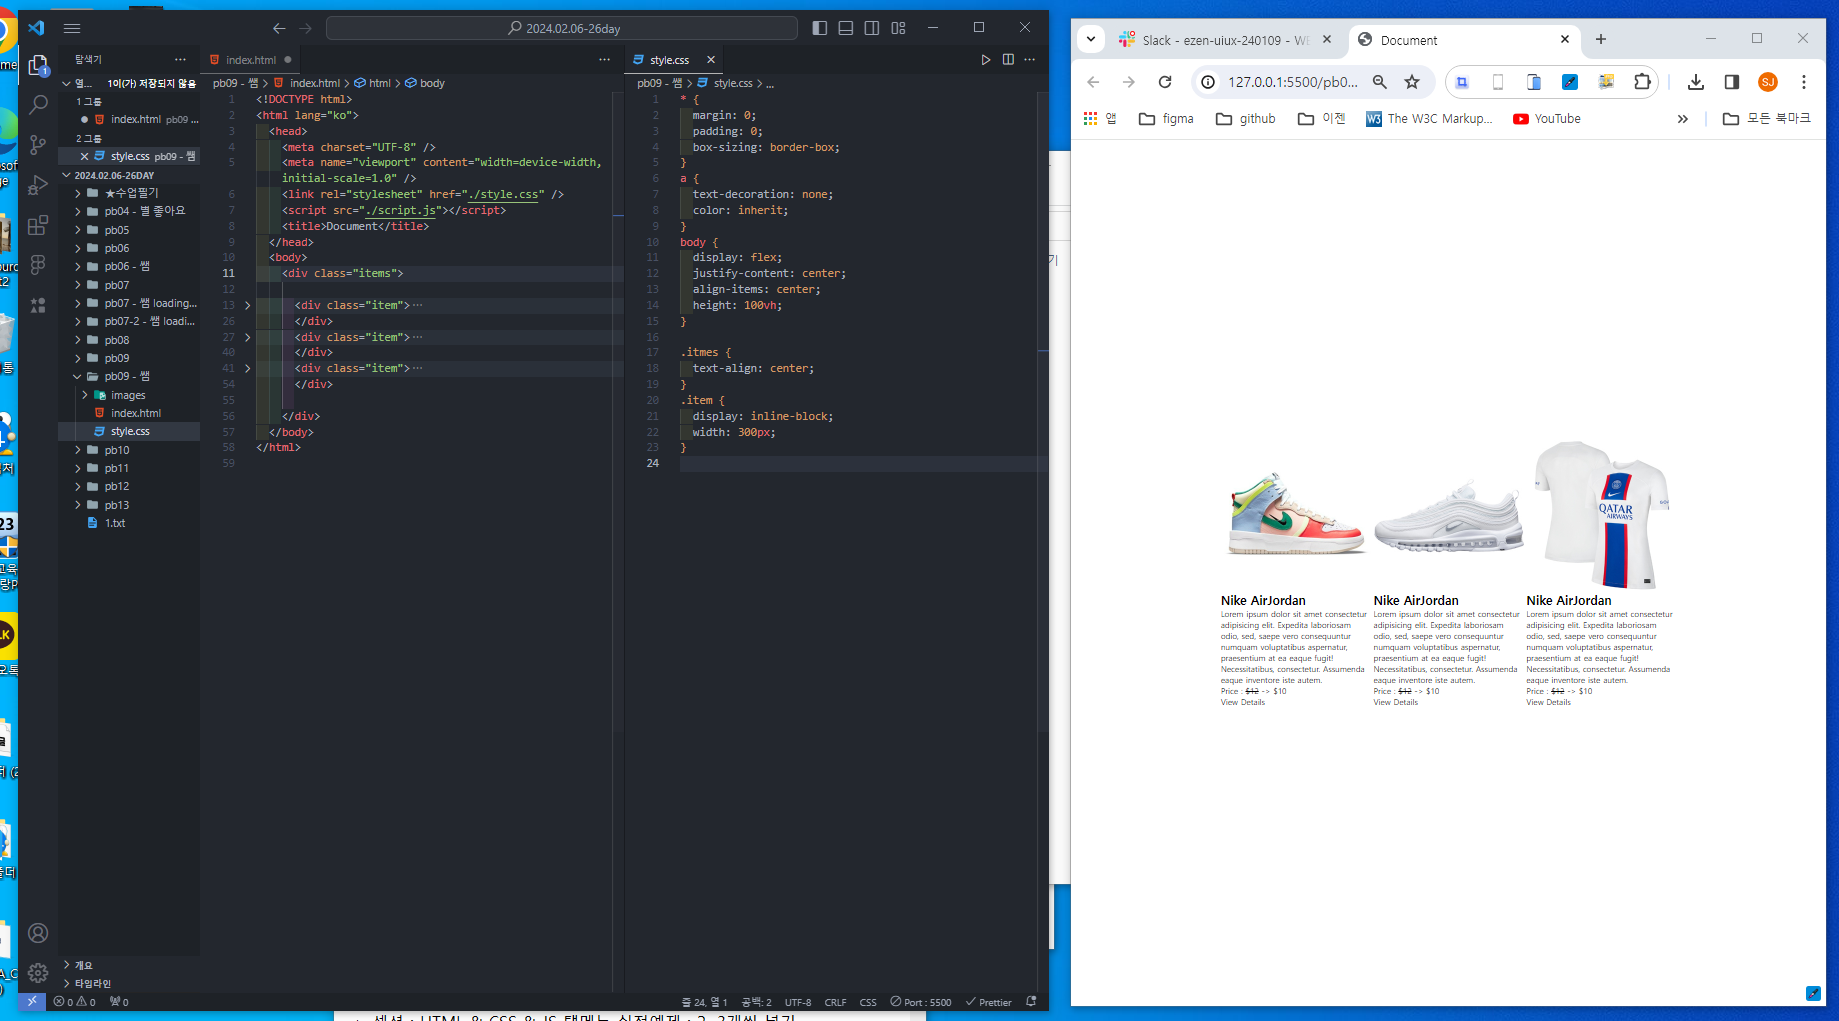 2024.02.06-26day
탐색기
열... 1이(가) 저장되지 않음
1 그룹
index.html pb09 ...
2 그룹
style.css pb09 - 쌤
2024.02.06-26DAY
★수업필기
pb04 - 별 좋아요
pb05
pb06
pb06 - 쌤
pb07
pb07 - 쌤 loading...
pb07-2 - 쌤 loadi...
pb08
pb09
pb09 - 쌤
images
index.html
style.css
pb10
pb11
pb12
pb13
1.txt
개요
타임라인
index.html
pb09 - 쌤 > index.html > html > body
1 <!DOCTYPE html>
2 <html lang="ko">
3 <head>
4 <meta charset="UTF-8" />
5 <meta name="viewport" content="width=device-width,
initial-scale=1.0" />
6 <link rel="stylesheet" href="./style.css" />
7 <script src="./script.js"></script>
8 <title>Document</title>
9 </head>
10 <body>
11 <div class="items">
12
13 <div class="item">···
26 </div>
27 <div class="item">···
40 </div>
41 <div class="item">···
54 </div>
55
56 </div>
57 </body>
58 </html>
59
style.css
pb09 - 쌤 > style.css > ...
1 * {
2 margin: 0;
3 padding: 0;
4 box-sizing: border-box;
5 }
6 a {
7 text-decoration: none;
8 color: inherit;
9 }
10 body {
11 display: flex;
12 justify-content: center;
13 align-items: center;
14 height: 100vh;
15 }
16
17 .itmes {
18 text-align: center;
19 }
20 .item {
21 display: inline-block;
22 width: 300px;
23 }
24
0 0 0
줄 24, 열 1 공백: 2 UTF-8 CRLF CSS Port : 5500 Prettier
Slack - ezen-uiux-240109 - WE
Document
127.0.0.1:5500/pb0...
SJ
앱 figma github 이젠 The W3C Markup... YouTube » 모든 북마크
QATAR
AIRWAYS
Nike AirJordan
Lorem ipsum dolor sit amet consectetur
adipisicing elit. Expedita laboriosam
odio, sed, saepe vero consequuntur
numquam voluptatibus aspernatur,
praesentium at ea eaque fugit!
Necessitatibus, consectetur. Assumenda
eaque inventore iste autem.
Price : $12 -> $10
View Details
Nike AirJordan
Lorem ipsum dolor sit amet consectetur
adipisicing elit. Expedita laboriosam
odio, sed, saepe vero consequuntur
numquam voluptatibus aspernatur,
praesentium at ea eaque fugit!
Necessitatibus, consectetur. Assumenda
eaque inventore iste autem.
Price : $12 -> $10
View Details
Nike AirJordan
Lorem ipsum dolor sit amet consectetur
adipisicing elit. Expedita laboriosam
odio, sed, saepe vero consequuntur
numquam voluptatibus aspernatur,
praesentium at ea eaque fugit!
Necessitatibus, consectetur. Assumenda
eaque inventore iste autem.
Price : $12 -> $10
View Details